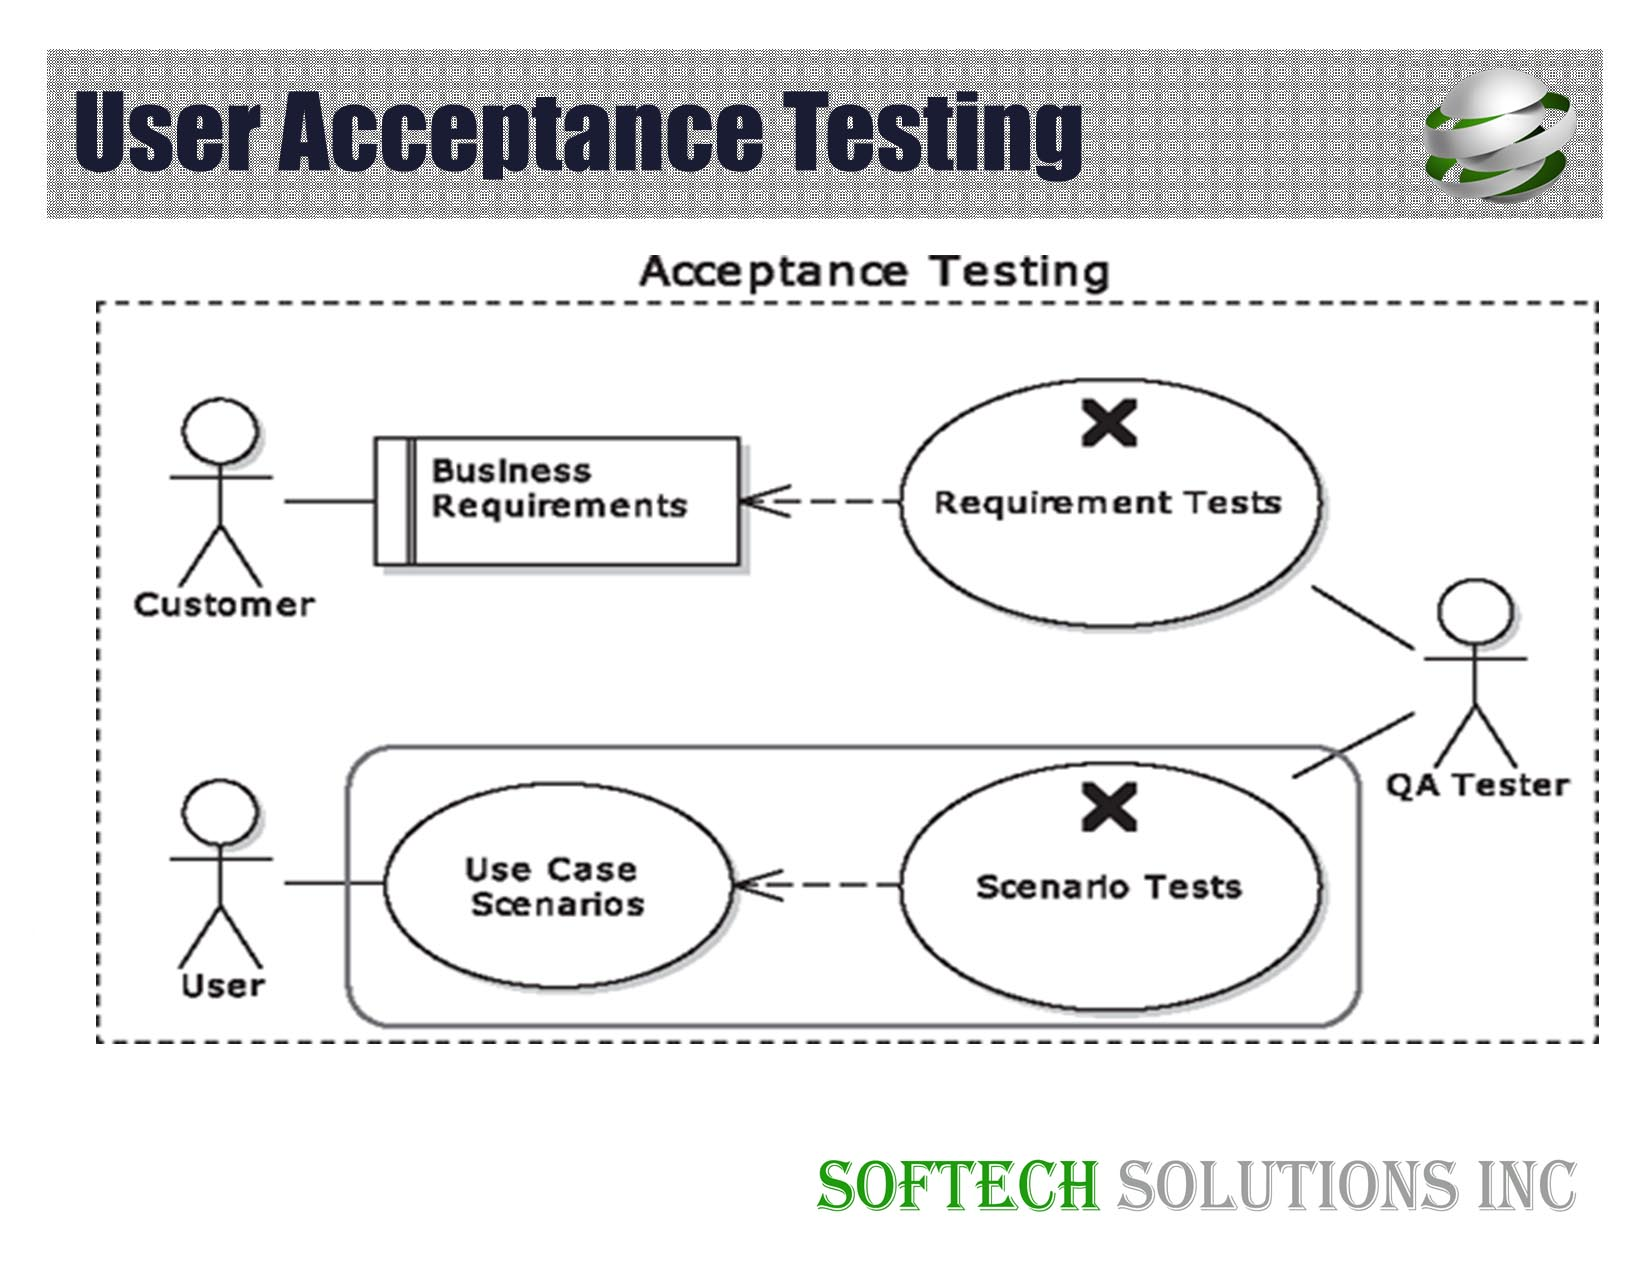 User Acceptance Testing
Acceptance Testing
Business
Requirements
Requirement Tests
Customer
QA Tester
Use Case
Scenarios
Scenario Tests
User
SOFTECH SOLUTIONS INC